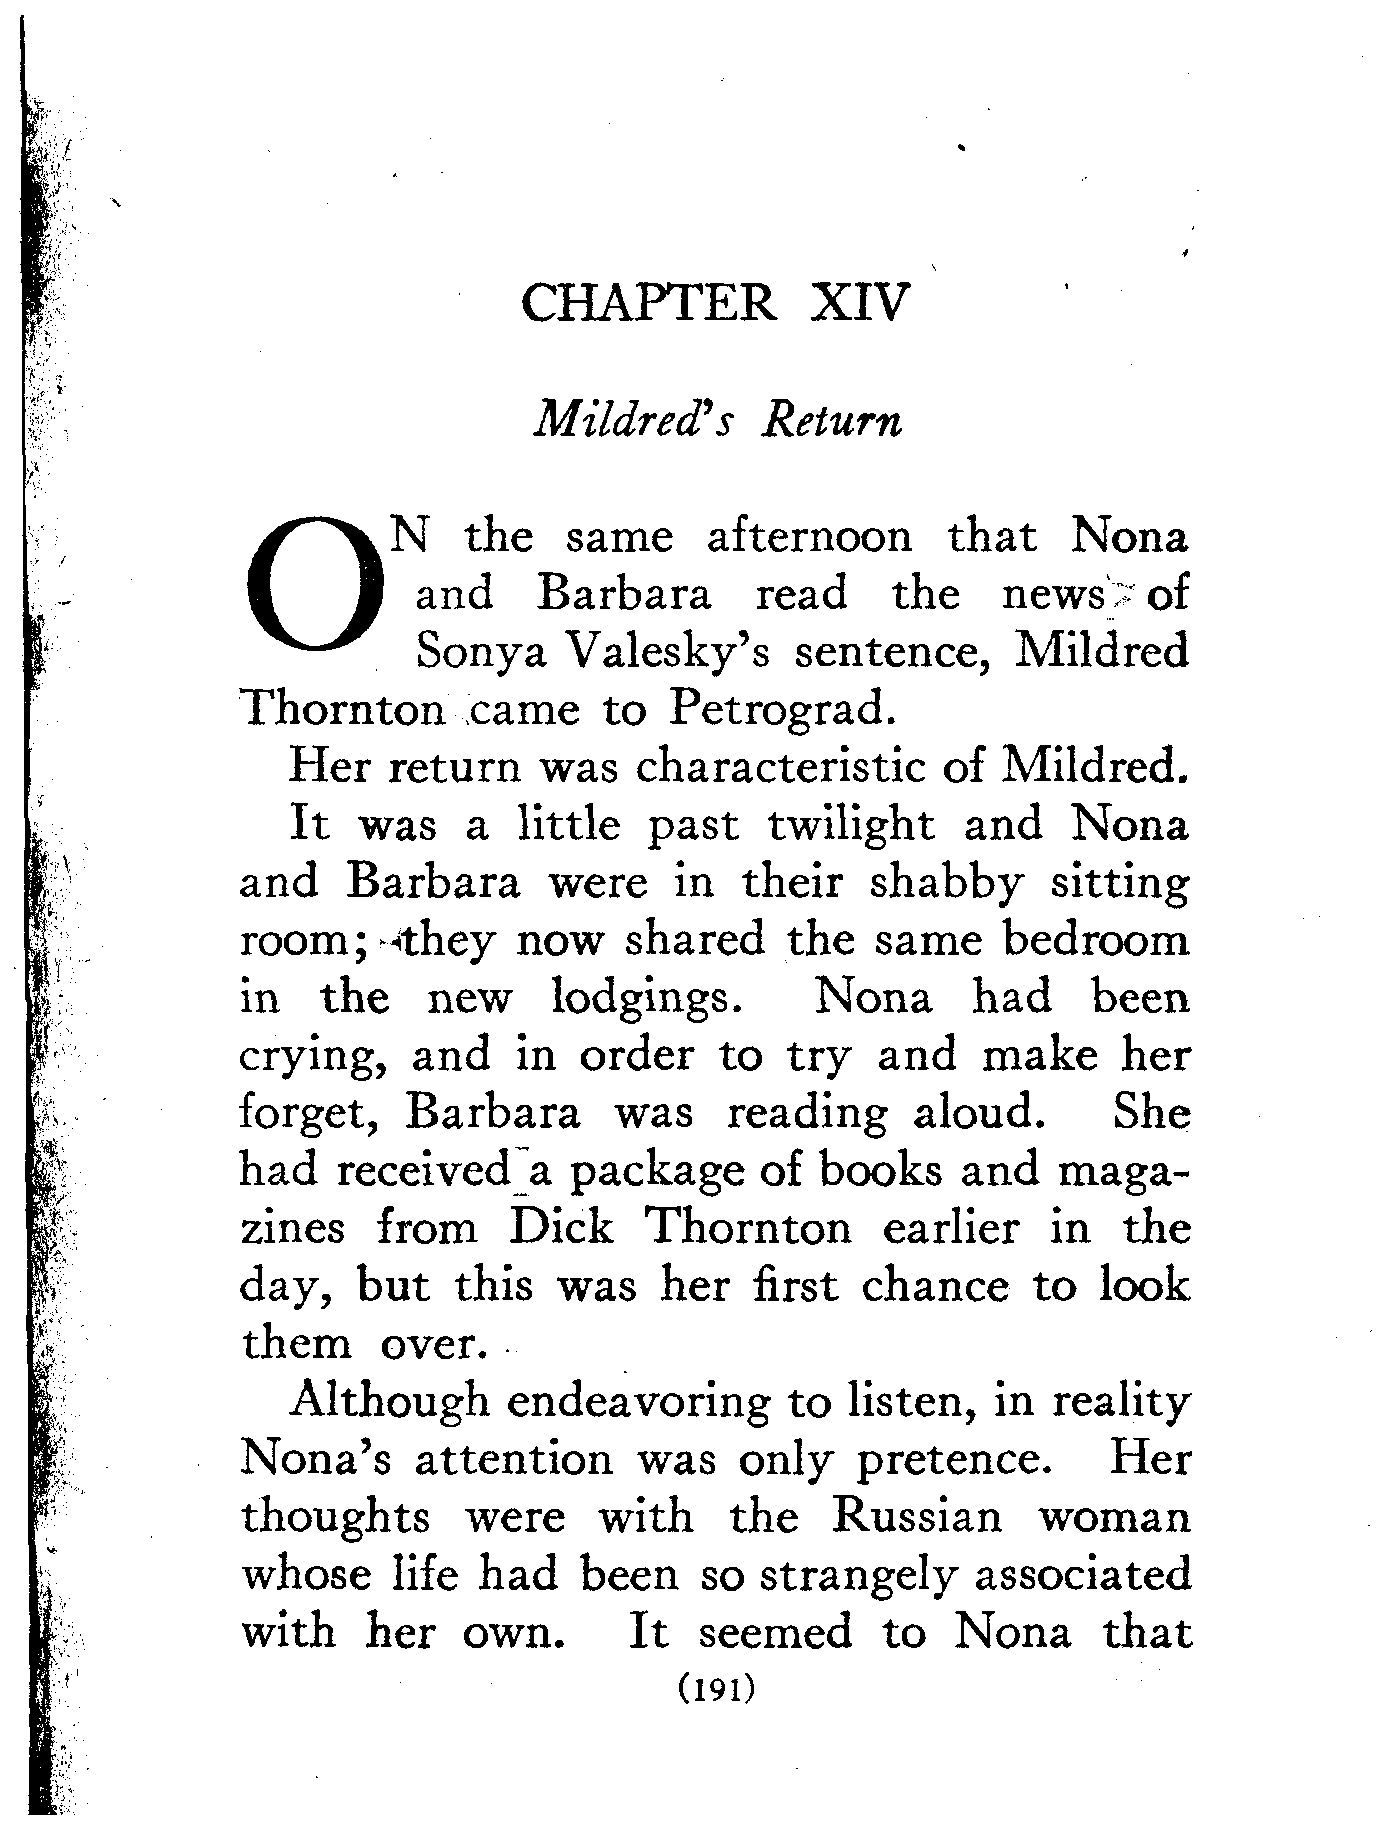 CHAPTER XIV
Mildred's Return
ON the same afternoon that Nona
and Barbara read the news of
Sonya Valesky's sentence, Mildred
Thornton came to Petrograd.
Her return was characteristic of Mildred.
It was a little past twilight and Nona
and Barbara were in their shabby sitting
room; they now shared the same bedroom
in the new lodgings. Nona had been
crying, and in order to try and make her
forget, Barbara was reading aloud. She
had received a package of books and maga-
zines from Dick Thornton earlier in the
day, but this was her first chance to look
them over.
Although endeavoring to listen, in reality
Nona's attention was only pretence. Her
thoughts were with the Russian woman
whose life had been so strangely associated
with her own. It seemed to Nona that
(191)